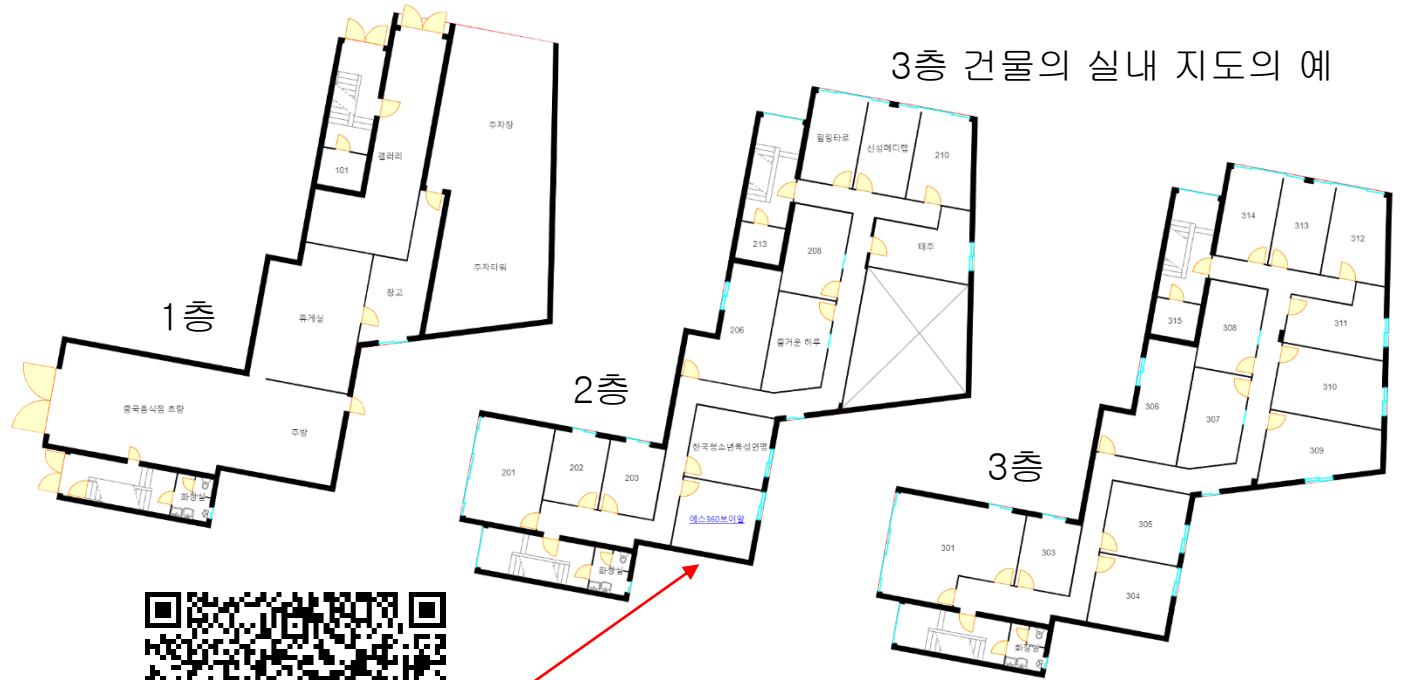 3층 건물의 실내 지도의 예
1층
주차장
갤러리
101
주차타워
창고
휴게실
중국음식점 초량
주방
화장실
2층
힐링타로
신성메디랩
210
213
208
태주
206
즐거운 하루
한국청소년육성연맹
201
202
203
에스360브이알
화장실
3층
314
313
312
315
308
311
310
306
307
309
305
301
303
304
화장실